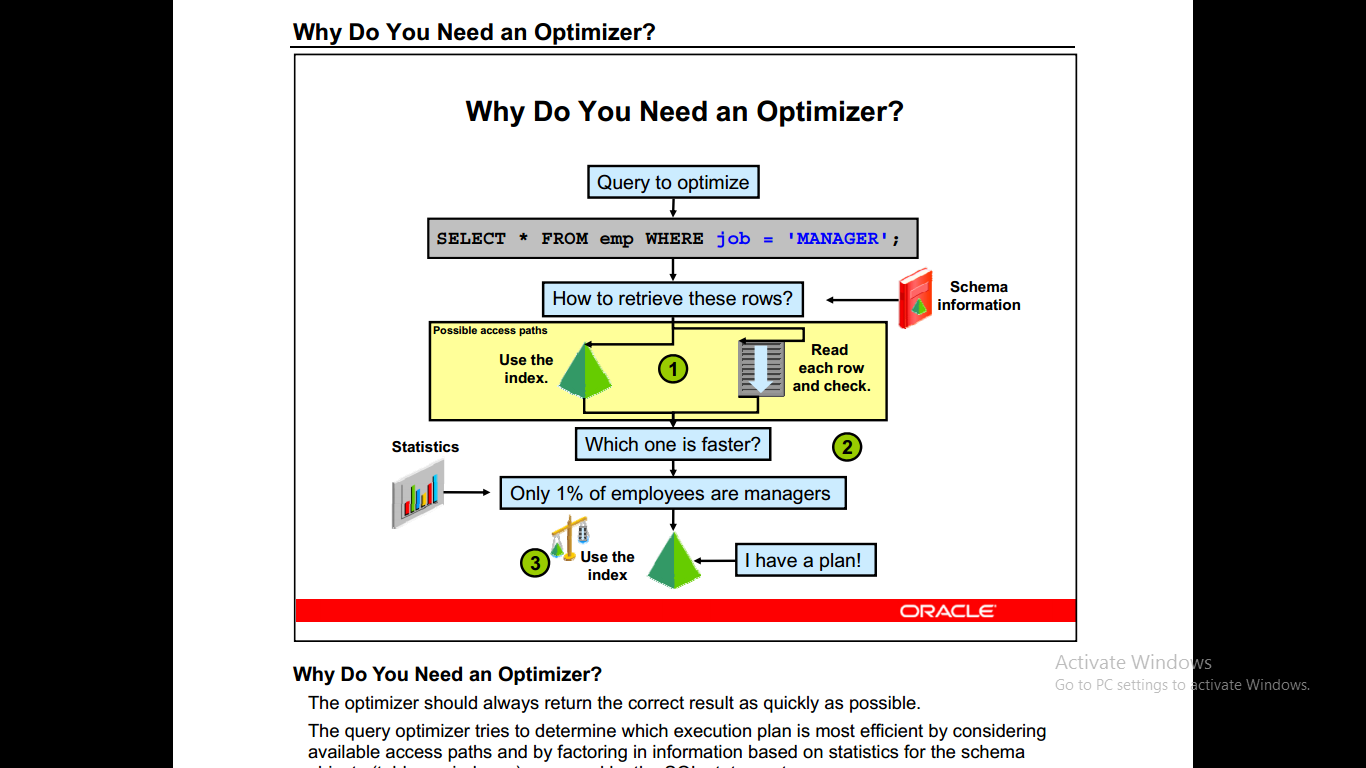 Why Do You Need an Optimizer?
Why Do You Need an Optimizer?
Query to optimize
SELECT * FROM emp WHERE job = 'MANAGER';
How to retrieve these rows?
Schema
information
Possible access paths
Use the
index.
1
Read
each row
and check.
Which one is faster?
2
Statistics
Only 1% of employees are managers
3
Use the
index
I have a plan!
ORACLE
Why Do You Need an Optimizer?
The optimizer should always return the correct result as quickly as possible.
The query optimizer tries to determine which execution plan is most efficient by considering
available access paths and by factoring in information based on statistics for the schema
Activate Windows
Go to PC settings to activate Windows.